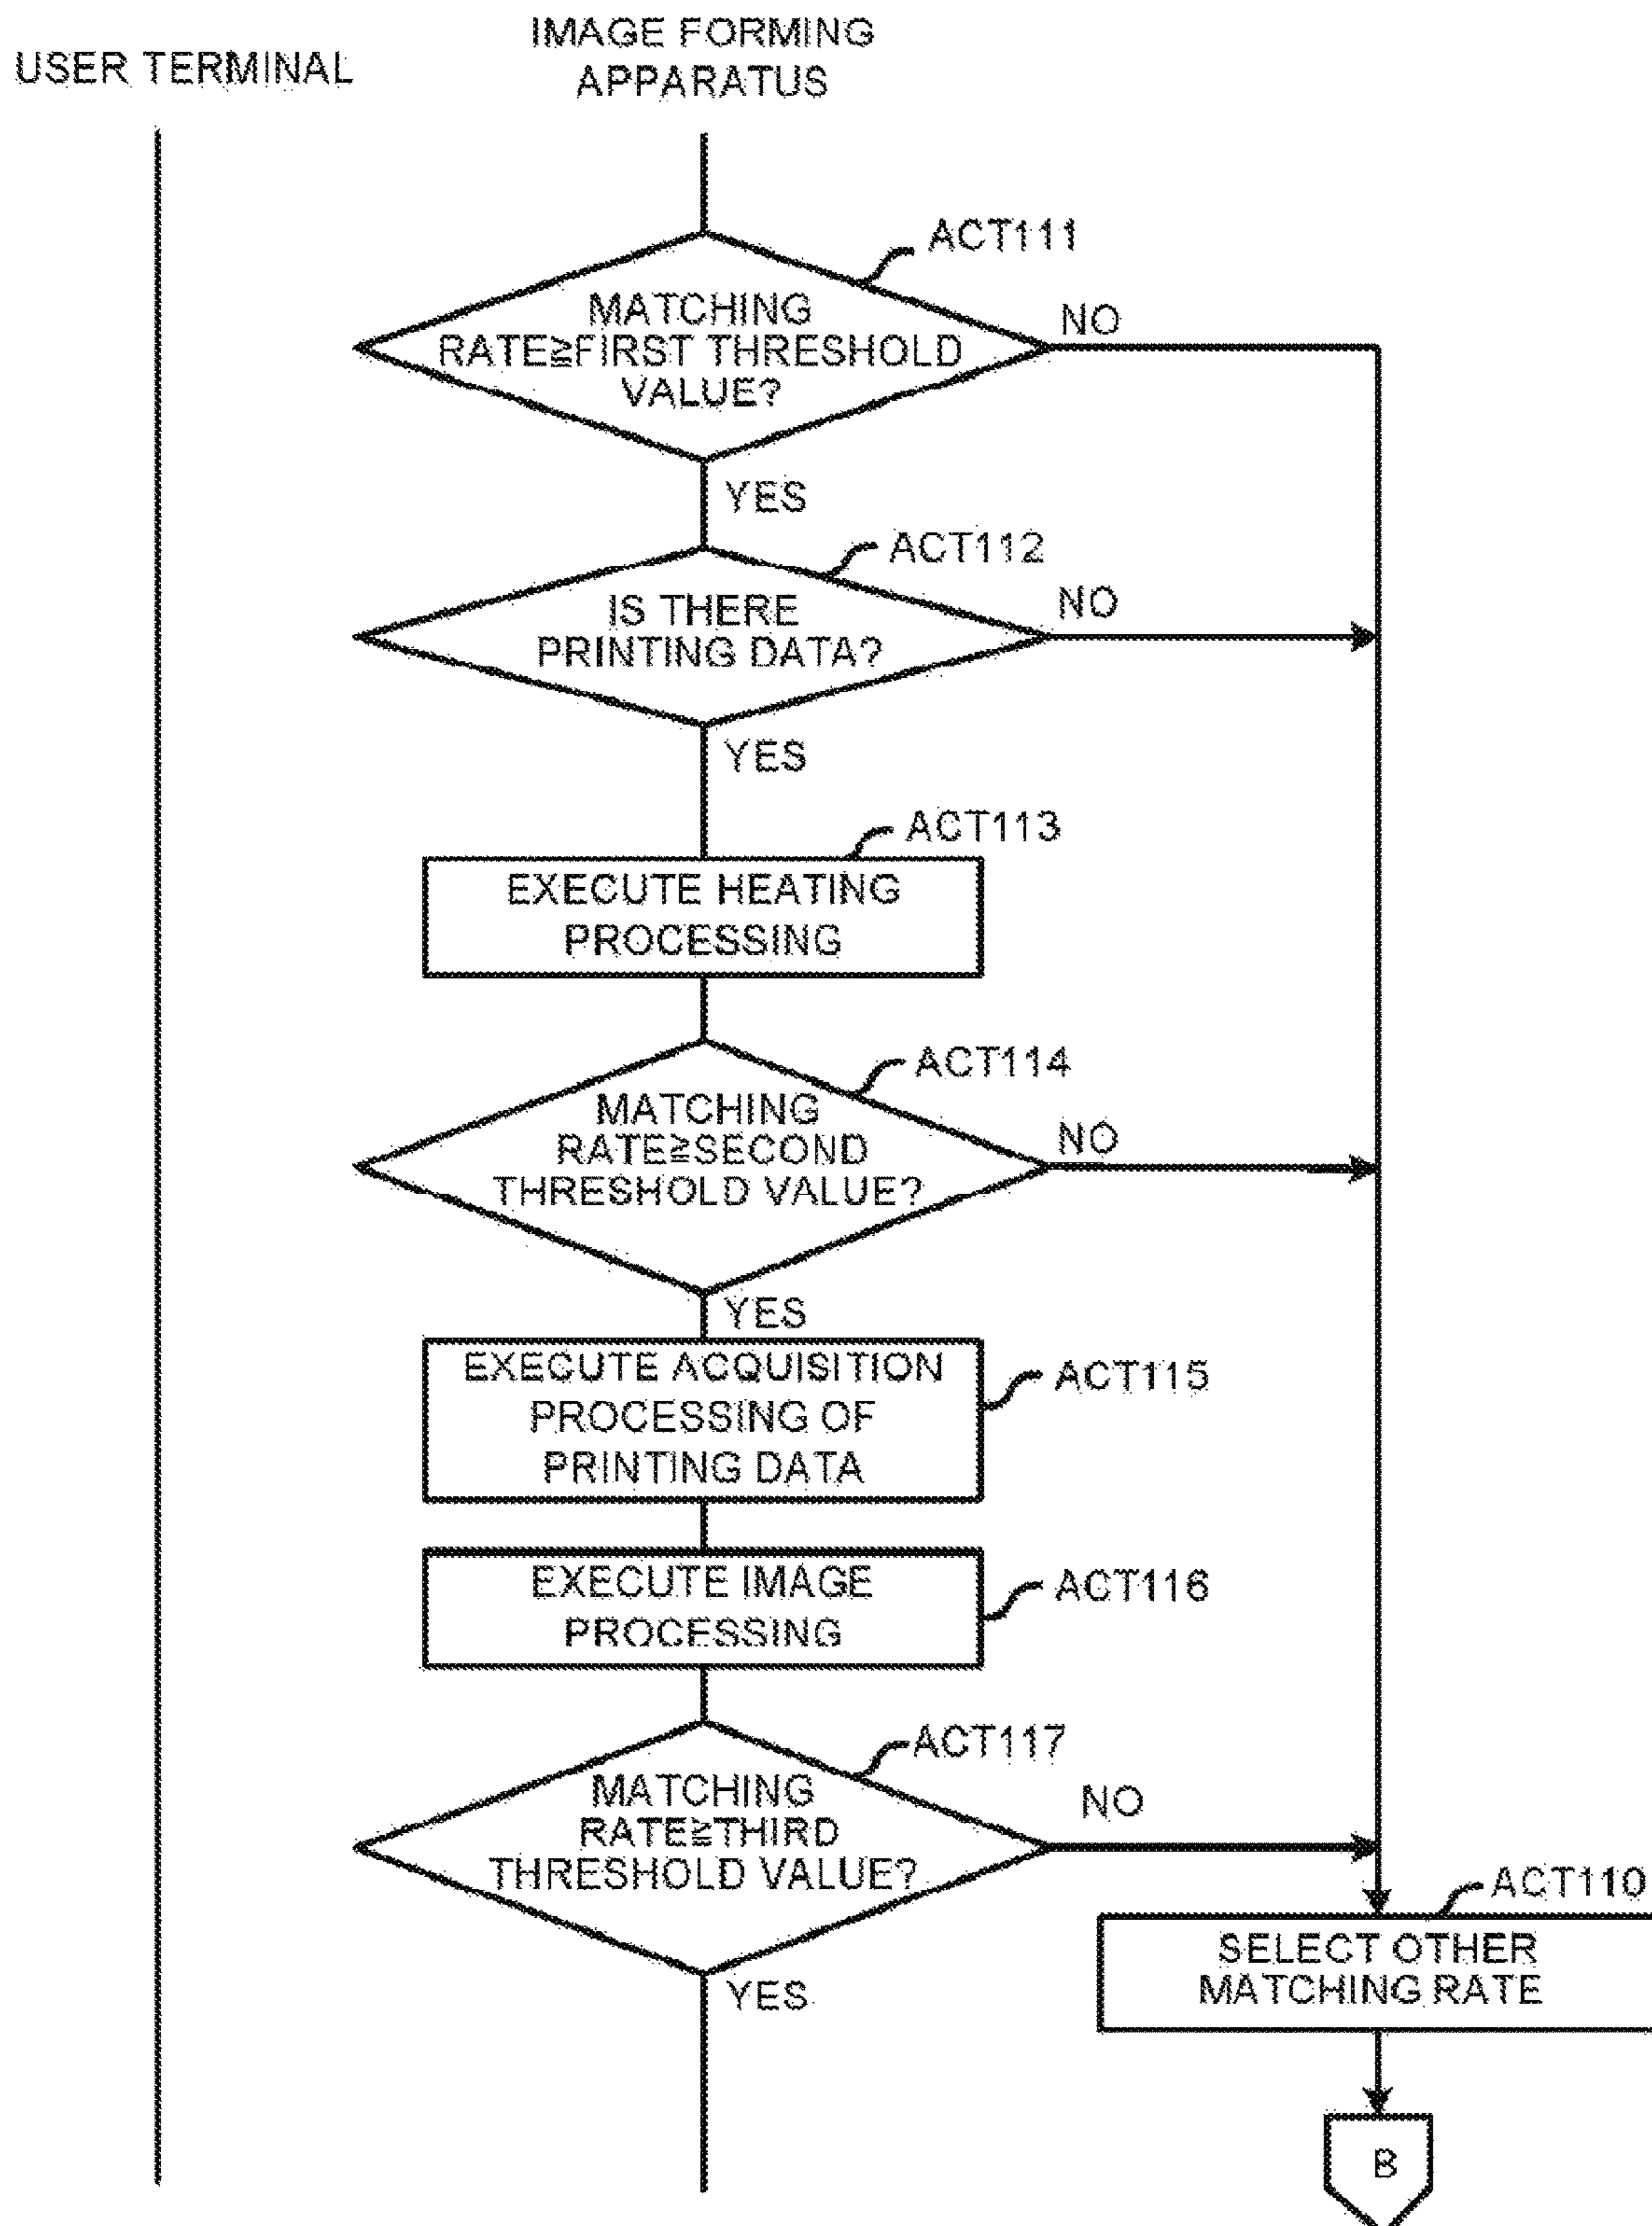 USER TERMINAL
IMAGE FORMING
APPARATUS
ACT111
MATCHING
RATE≧FIRST THRESHOLD
VALUE?
NO
YES
ACT112
IS THERE
PRINTING DATA?
NO
YES
ACT113
EXECUTE HEATING
PROCESSING
ACT114
MATCHING
RATE≧SECOND
THRESHOLD VALUE?
NO
YES
EXECUTE ACQUISITION
PROCESSING OF
PRINTING DATA
ACT115
EXECUTE IMAGE
PROCESSING
ACT116
ACT117
MATCHING
RATE≧THIRD
THRESHOLD VALUE?
NO
YES
ACT110
SELECT OTHER
MATCHING RATE
B